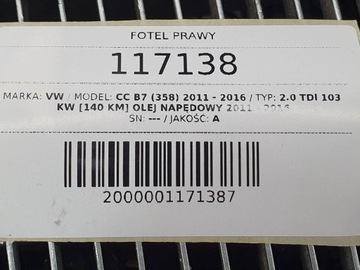 FOTEL PRAWY
117138
MARKA: VW / MODEL: CC B7 (358) 2011 - 2016 / TYP: 2.0 TDI 103
KW [140 KM] OLEJ NAPĘDOWY 2011 - 2016
SN: --- / JAKOŚĆ: A
2000001171387